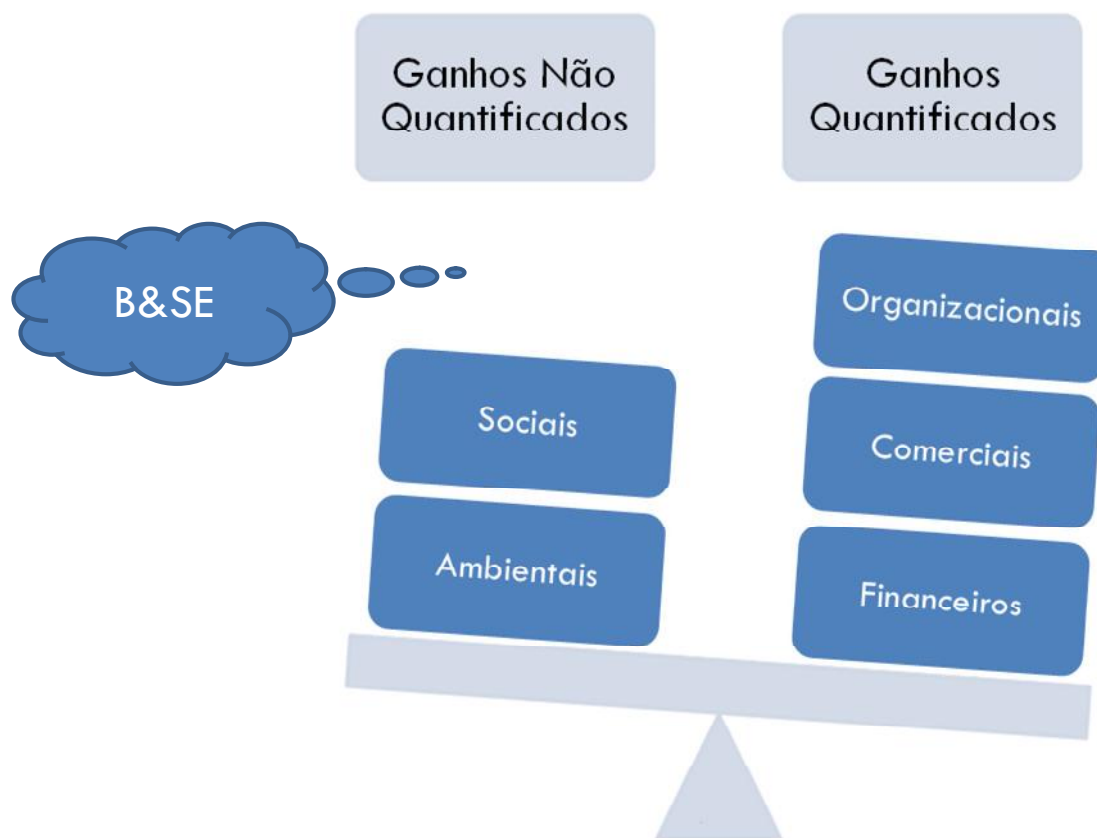 Ganhos Não
Quantificados
Ganhos
Quantificados
B&SE
Organizacionais
Sociais
Comerciais
Ambientais
Financeiros